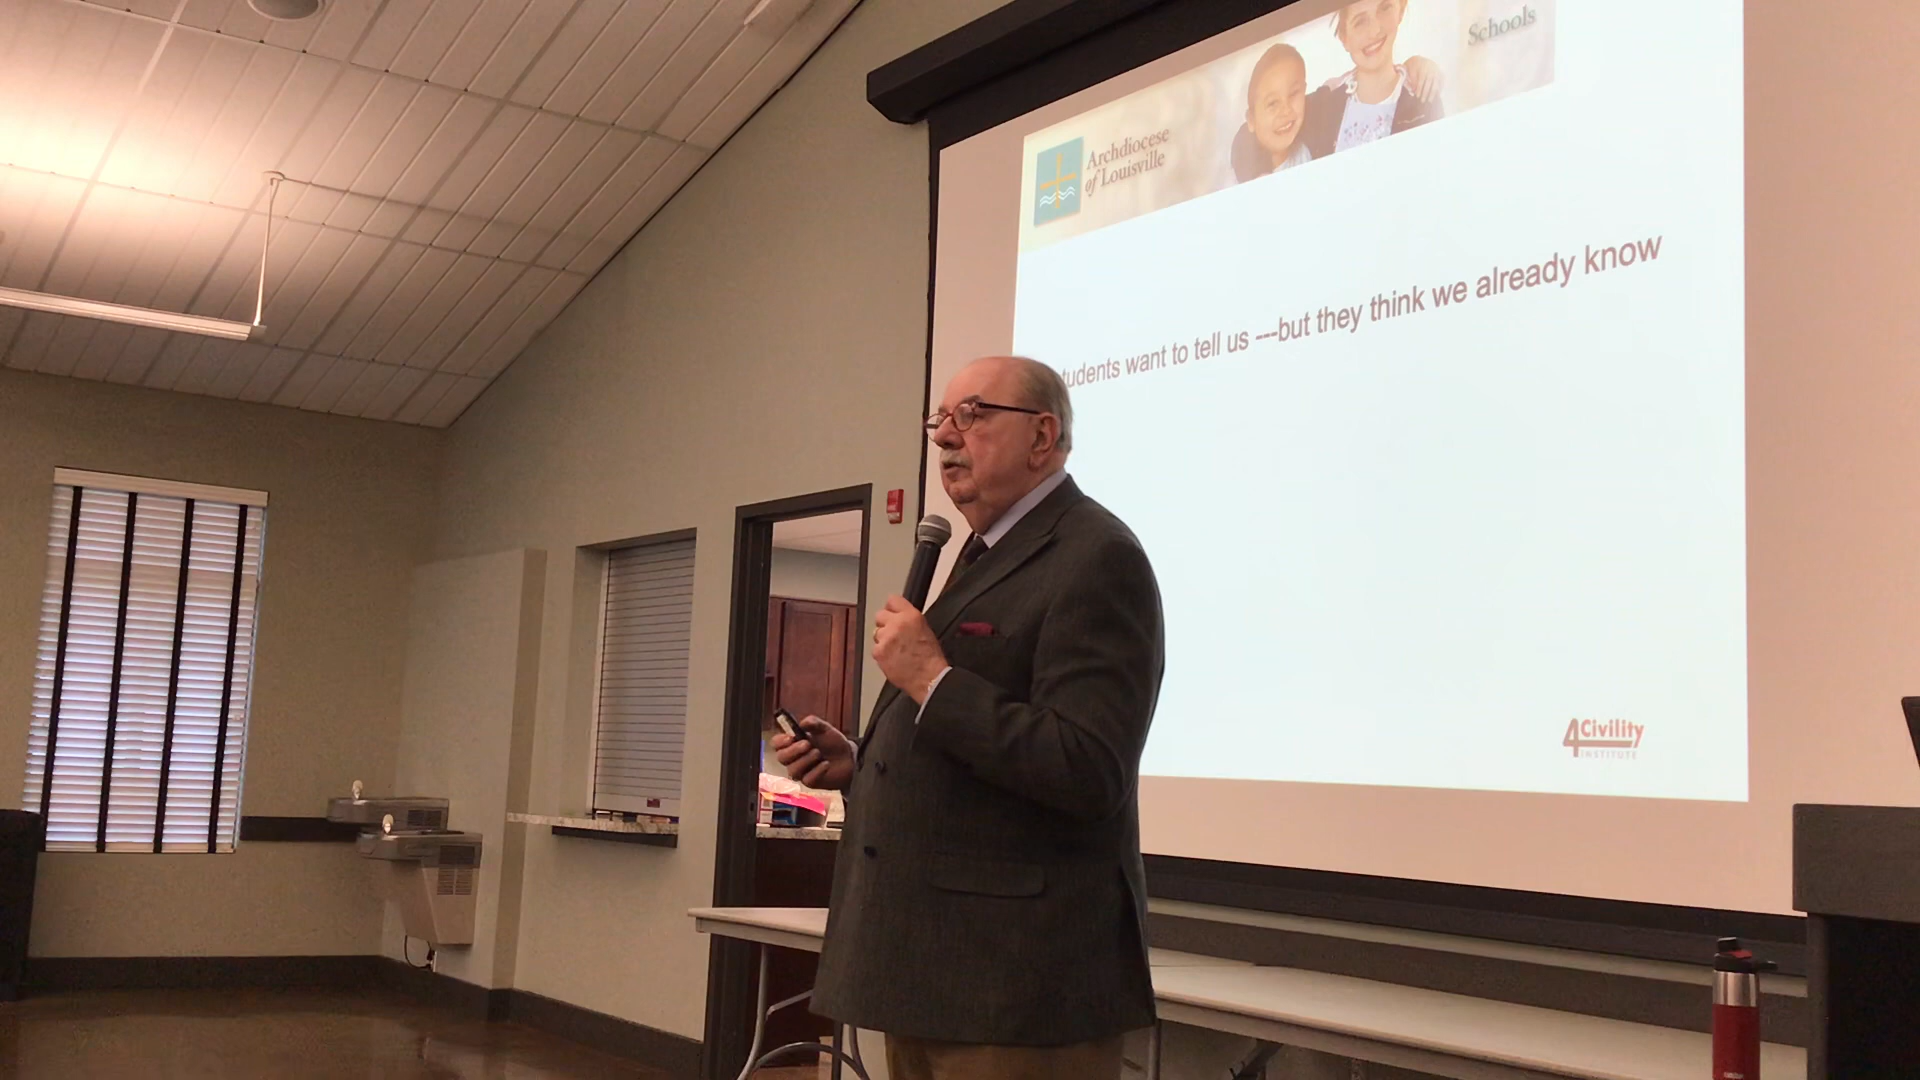 Schools
Archdiocese
of Louisville
tudents want to tell us ---but they think we already know
4Civility
INSTITUTE